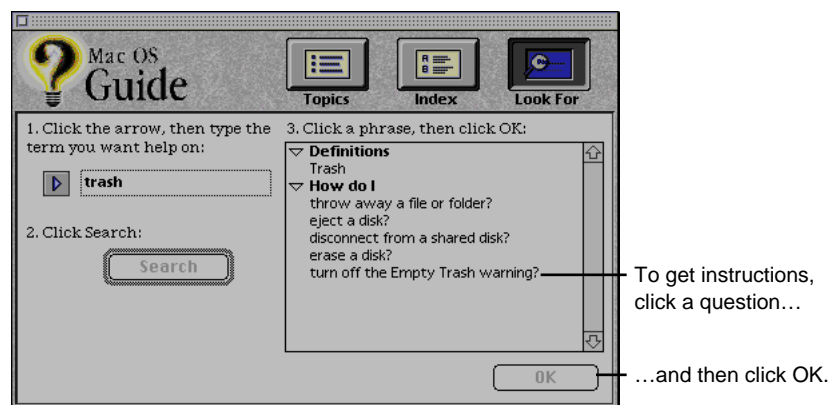 Mac OS
Guide
Topics
Index
Look For
1. Click the arrow, then type the
term you want help on:
trash
2. Click Search:
Search
3. Click a phrase, then click OK:
Definitions
Trash
How do I
throw away a file or folder?
eject a disk?
disconnect from a shared disk?
erase a disk?
turn off the Empty Trash warning?
OK
To get instructions,
click a question…
…and then click OK.